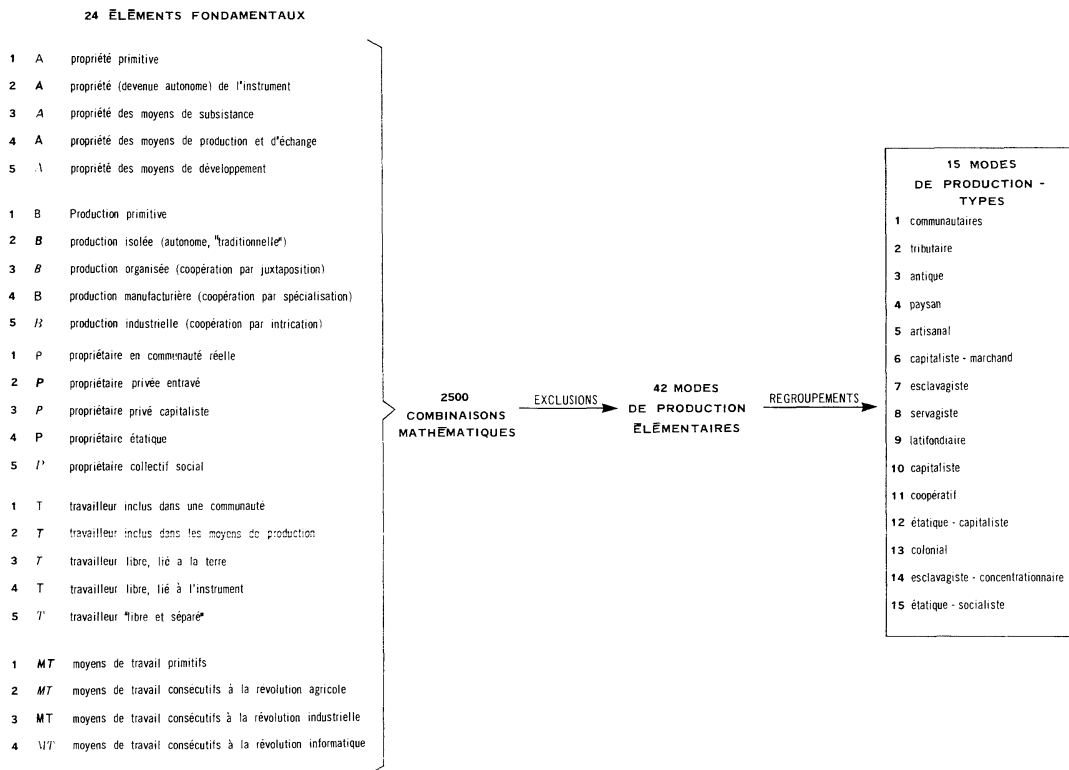 24 ĒLĒMENTS FONDAMENTAUX
1 A propriété primitive
2 A propriété (devenue autonome) de l'instrument
3 A propriété des moyens de subsistance
4 A propriété des moyens de production et d'échange
5 A propriété des moyens de développement
1 B Production primitive
2 B production isolée (autonome, "traditionnelle")
3 B production organisée (coopération par juxtaposition)
4 B production manufacturière (coopération par spécialisation)
5 B production industrielle (coopération par intrication)
1 P propriétaire en communauté réelle
2 P propriétaire privée entravé
3 P propriétaire privé capitaliste
4 P propriétaire étatique
5 P propriétaire collectif social
1 T travailleur inclus dans une communauté
2 T travailleur inclus dans les moyens de production
3 T travailleur libre, lié a la terre
4 T travailleur libre, lié à l'instrument
5 T travailleur "libre et séparé"
1 MT moyens de travail primitifs
2 MT moyens de travail consécutifs à la révolution agricole
3 MT moyens de travail consécutifs à la révolution industrielle
4 MT moyens de travail consécutifs à la révolution informatique
2500
COMBINAISONS
MATHĒMATIQUES
EXCLUSIONS
42 MODES
DE PRODUCTION
ĒLĒMENTAIRES
REGROUPEMENTS
15 MODES
DE PRODUCTION -
TYPES
1 communautaires
2 tributaire
3 antique
4 paysan
5 artisanal
6 capitaliste - marchand
7 esclavagiste
8 servagiste
9 latifondiaire
10 capitaliste
11 coopératif
12 étatique - capitaliste
13 colonial
14 esclavagiste - concentrationnaire
15 étatique - socialiste